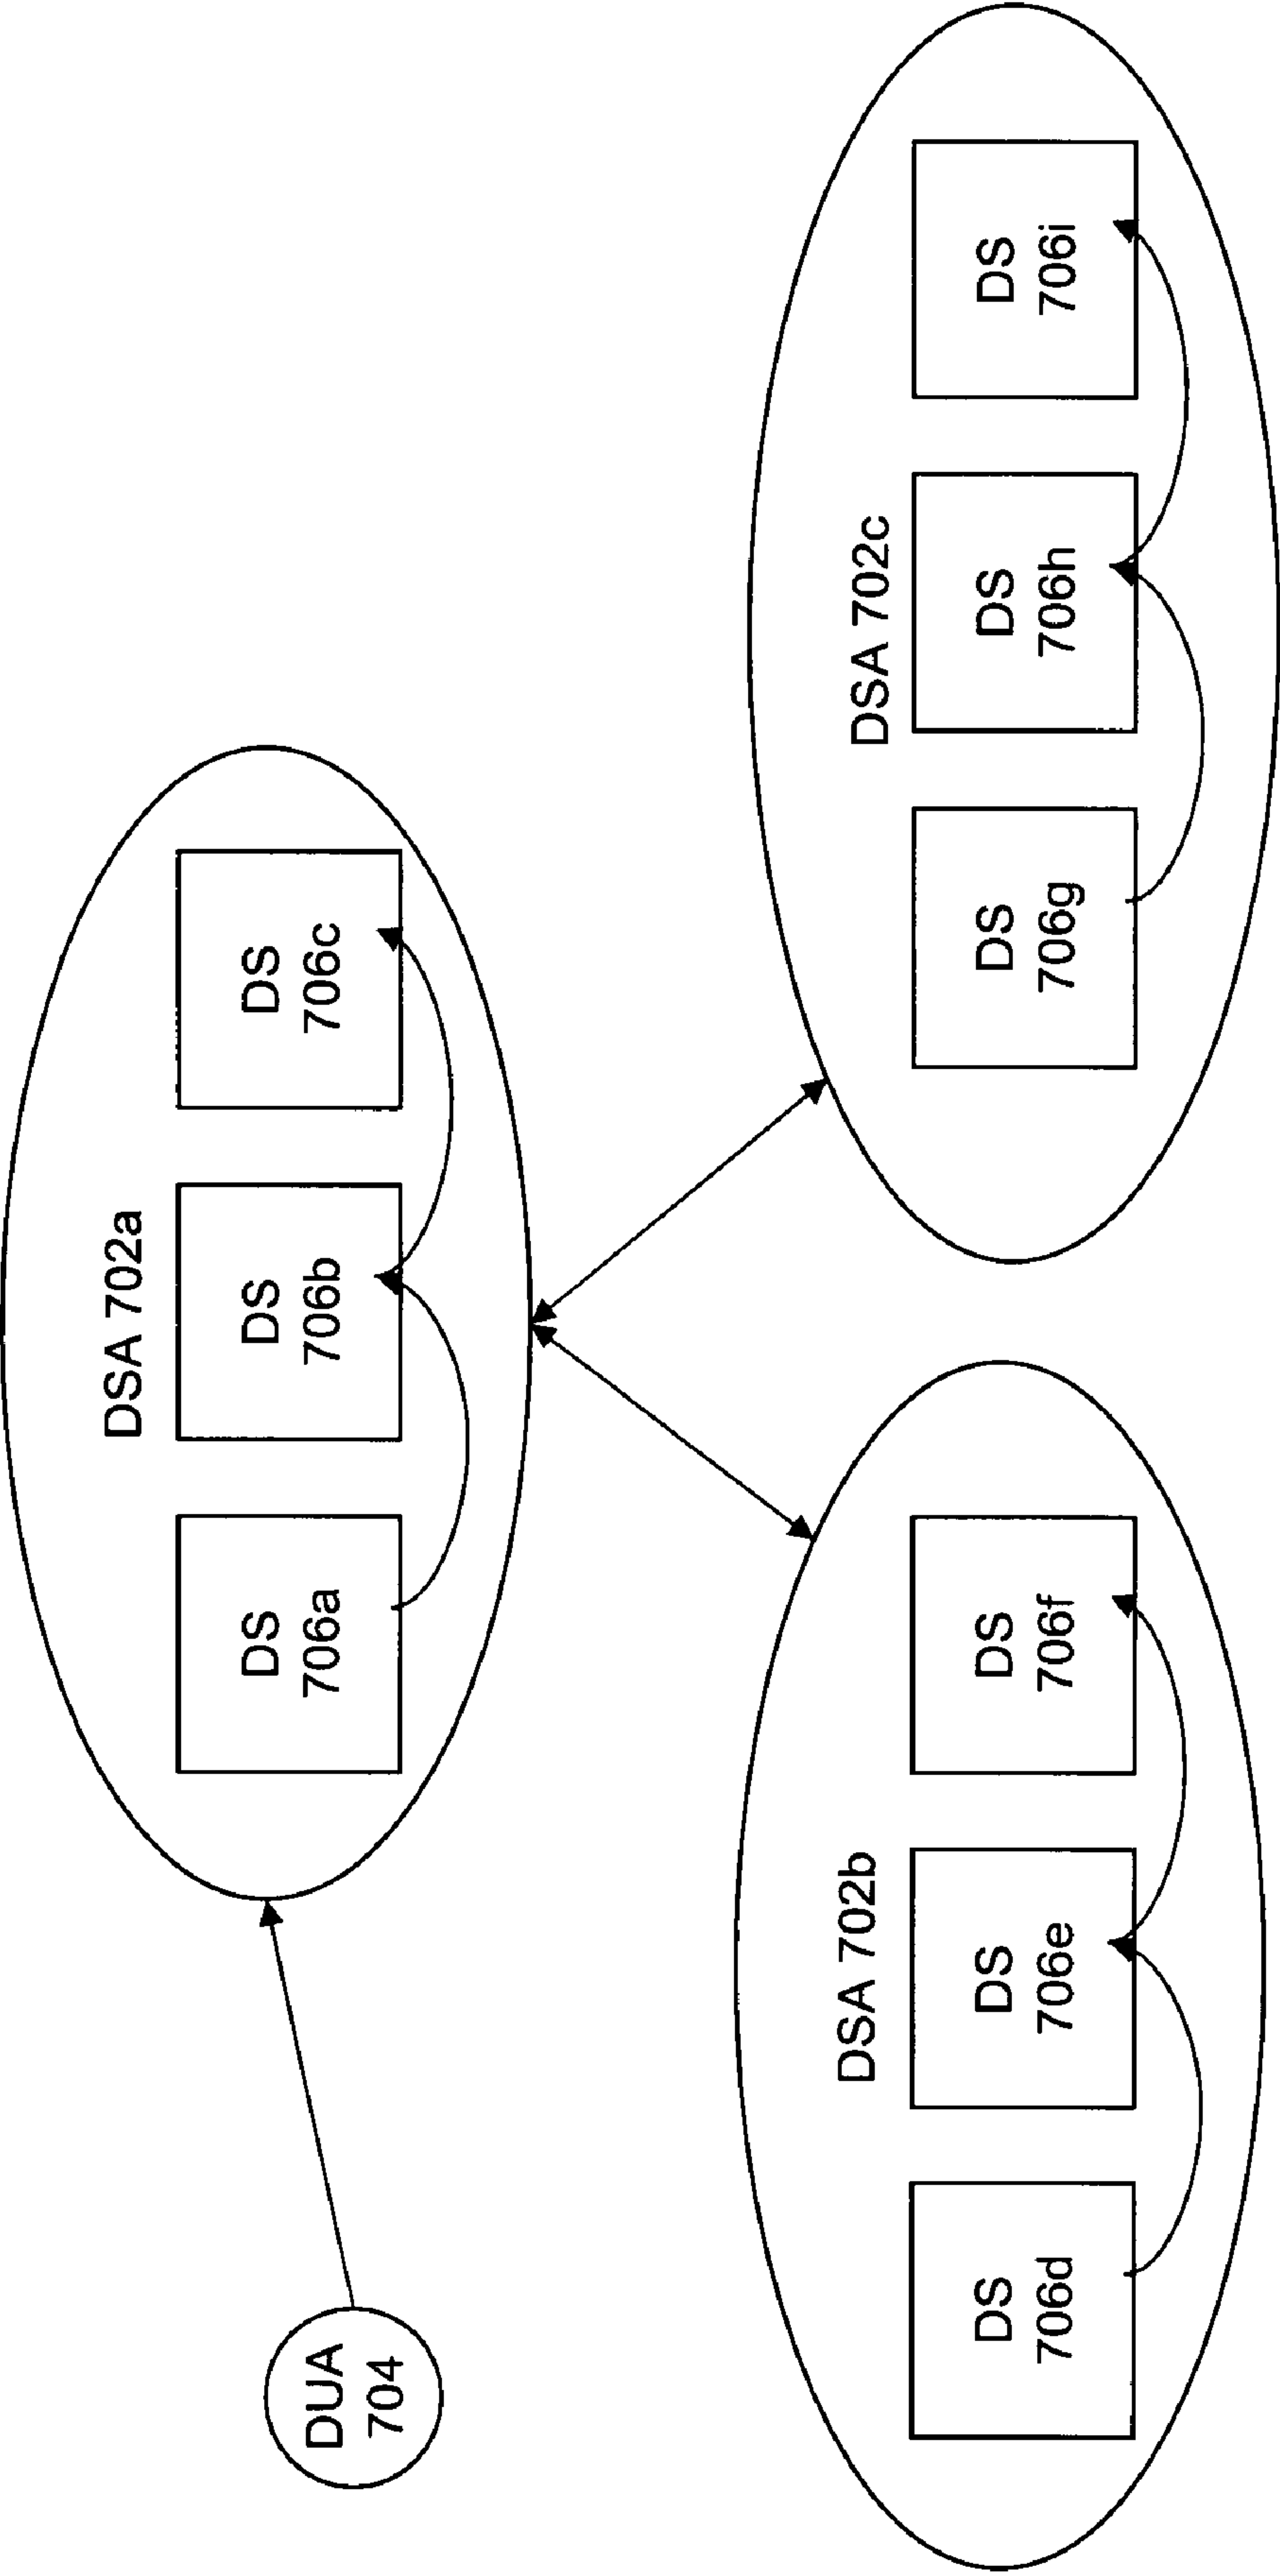 DUA
704
DSA 702a
DS
706a
DS
706b
DS
706c
DSA 702b
DS
706d
DS
706e
DS
706f
DSA 702c
DS
706g
DS
706h
DS
706i